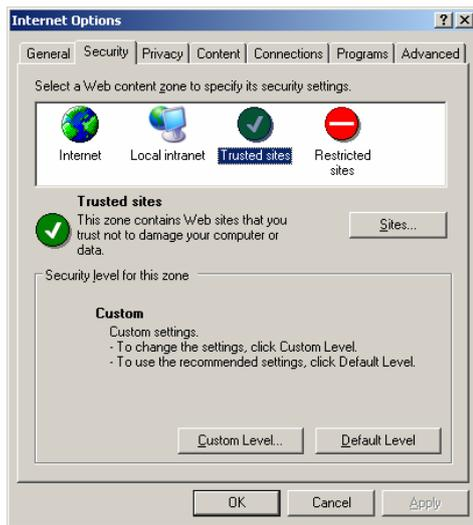 Internet Options
General Security Privacy Content Connections Programs Advanced
Select a Web content zone to specify its security settings.
Internet Local intranet Trusted sites Restricted
sites
Trusted sites
This zone contains Web sites that you
trust not to damage your computer or
data.
Sites...
Security level for this zone
Custom
Custom settings.
- To change the settings, click Custom Level.
- To use the recommended settings, click Default Level.
Custom Level... Default Level
OK Cancel Apply